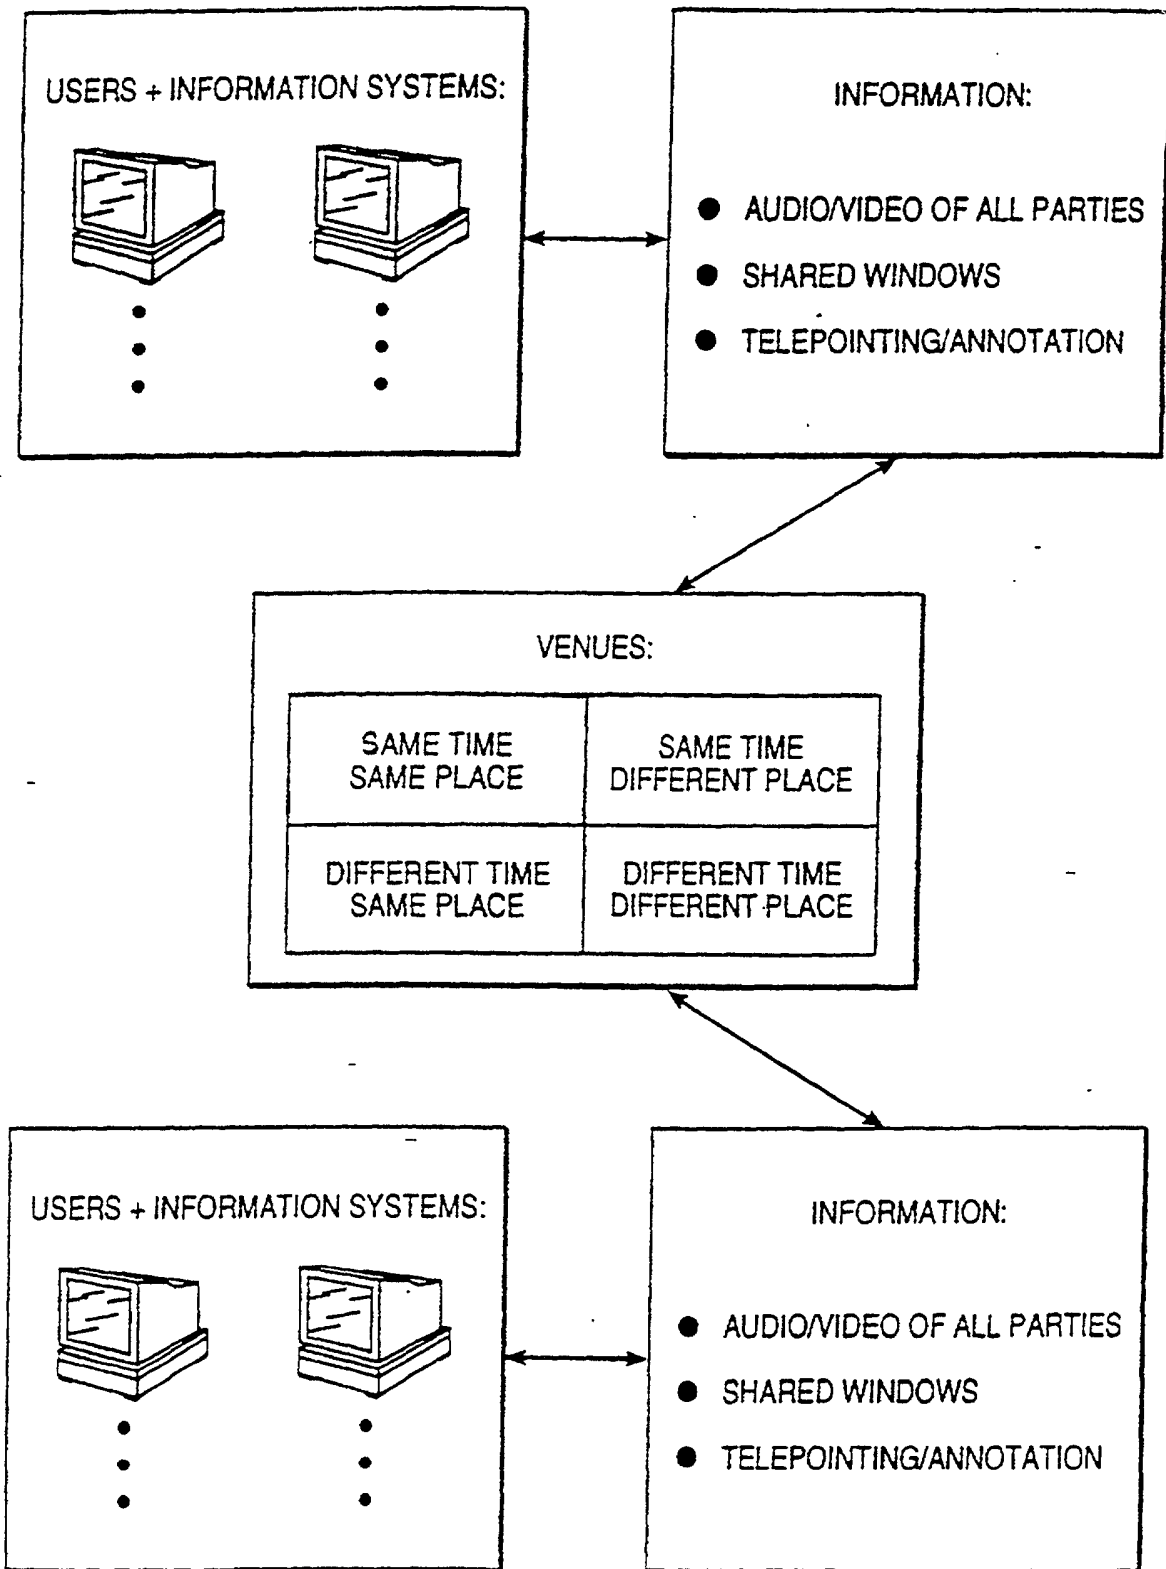 USERS + INFORMATION SYSTEMS:
INFORMATION:
● AUDIO/VIDEO OF ALL PARTIES
● SHARED WINDOWS
● TELEPOINTING/ANNOTATION
VENUES:
SAME TIME
SAME PLACE
SAME TIME
DIFFERENT PLACE
DIFFERENT TIME
SAME PLACE
DIFFERENT TIME
DIFFERENT PLACE
USERS + INFORMATION SYSTEMS:
INFORMATION:
● AUDIO/VIDEO OF ALL PARTIES
● SHARED WINDOWS
● TELEPOINTING/ANNOTATION